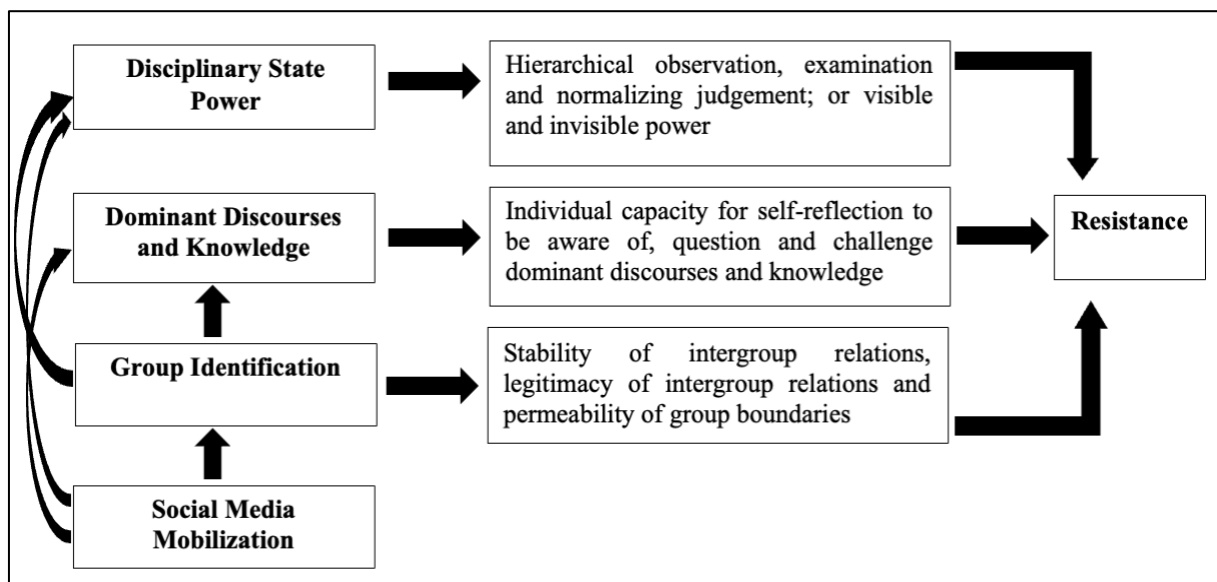 Disciplinary State
Power
Hierarchical observation, examination
and normalizing judgement; or visible
and invisible power
Dominant Discourses
and Knowledge
Individual capacity for self-reflection to
be aware of, question and challenge
dominant discourses and knowledge
Resistance
Group Identification
Stability of intergroup relations,
legitimacy of intergroup relations and
permeability of group boundaries
Social Media
Mobilization